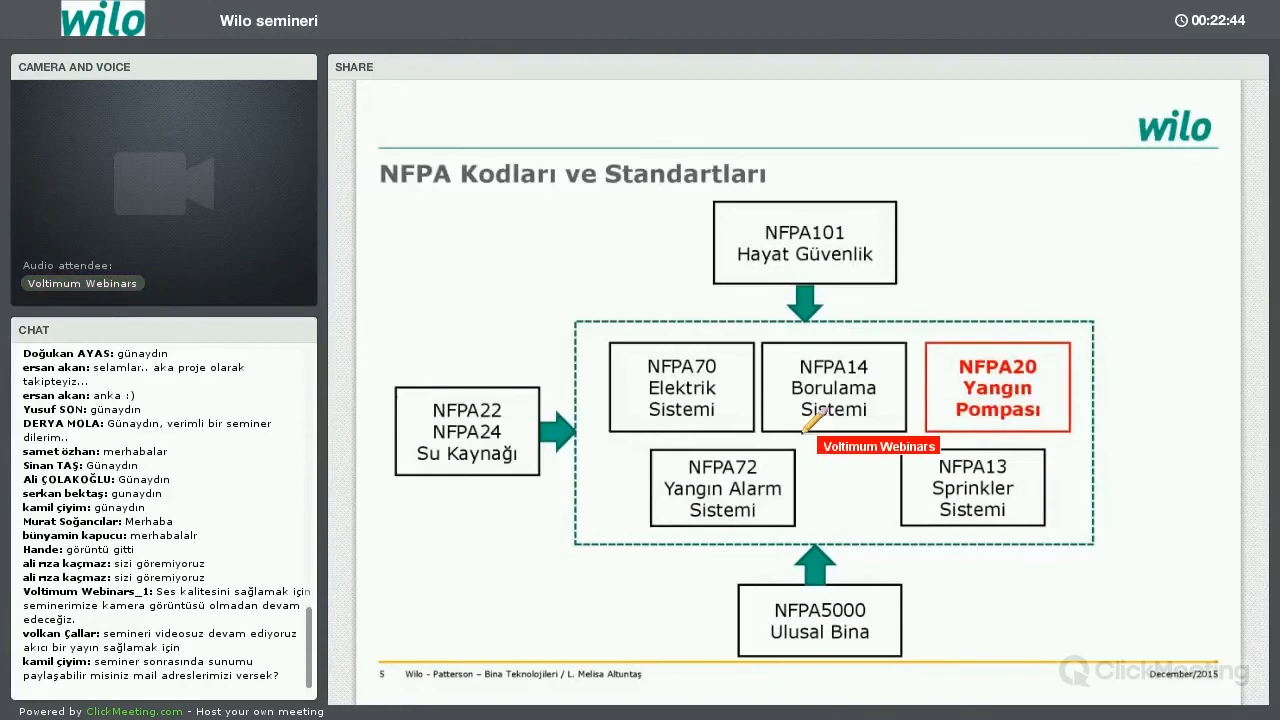 wilo
Wilo semineri
00:22:44
CAMERA AND VOICE
Audio attendee:
Voltimum Webinars
CHAT
Doğukan AYAS: günaydın
ersan akan: selamlar.. aka proje olarak
takipteyiz...
ersan akan: anka :)
Yusuf SON: günaydın
DERYA MOLA: Günaydın, verimli bir seminer
dilerim..
samet özhan: merhabalar
Sinan TAŞ: Günaydın
Ali ÇOLAKOĞLU: Günaydın
serkan bektaş: gunaydın
kamil çiyim: günaydın
Murat Soğancılar: Merhaba
bünyamin kapucu: merhabalalr
Hande: görüntü gitti
ali rıza kaçmaz: sizi göremiyoruz
ali rıza kaçmaz: sizi göremiyoruz
Voltimum Webinars_1: Ses kalitesini sağlamak için
seminerimize kamera görüntüsü olmadan devam
edeceğiz.
volkan Çallar: semineri videosuz devam ediyoruz
akıcı bir yayın sağlamak için
kamil çiyim: seminer sonrasında sunumu
paylaşabilir misiniz mail adreslerimizi versek?
Powered by ClickMeeting.com - Host your own meeting
SHARE
wilo
NFPA Kodları ve Standartları
NFPA101
Hayat Güvenlik
NFPA70
Elektrik
Sistemi
NFPA14
Borulama
Sistemi
NFPA20
Yangın
Pompası
NFPA22
NFPA24
Su Kaynağı
Voltimum Webinars
NFPA72
Yangın Alarm
Sistemi
NFPA13
Sprinkler
Sistemi
NFPA5000
Ulusal Bina
5 Wilo - Patterson – Bina Teknolojileri / L. Melisa Altuntaş
December/2015
ClickMeeting